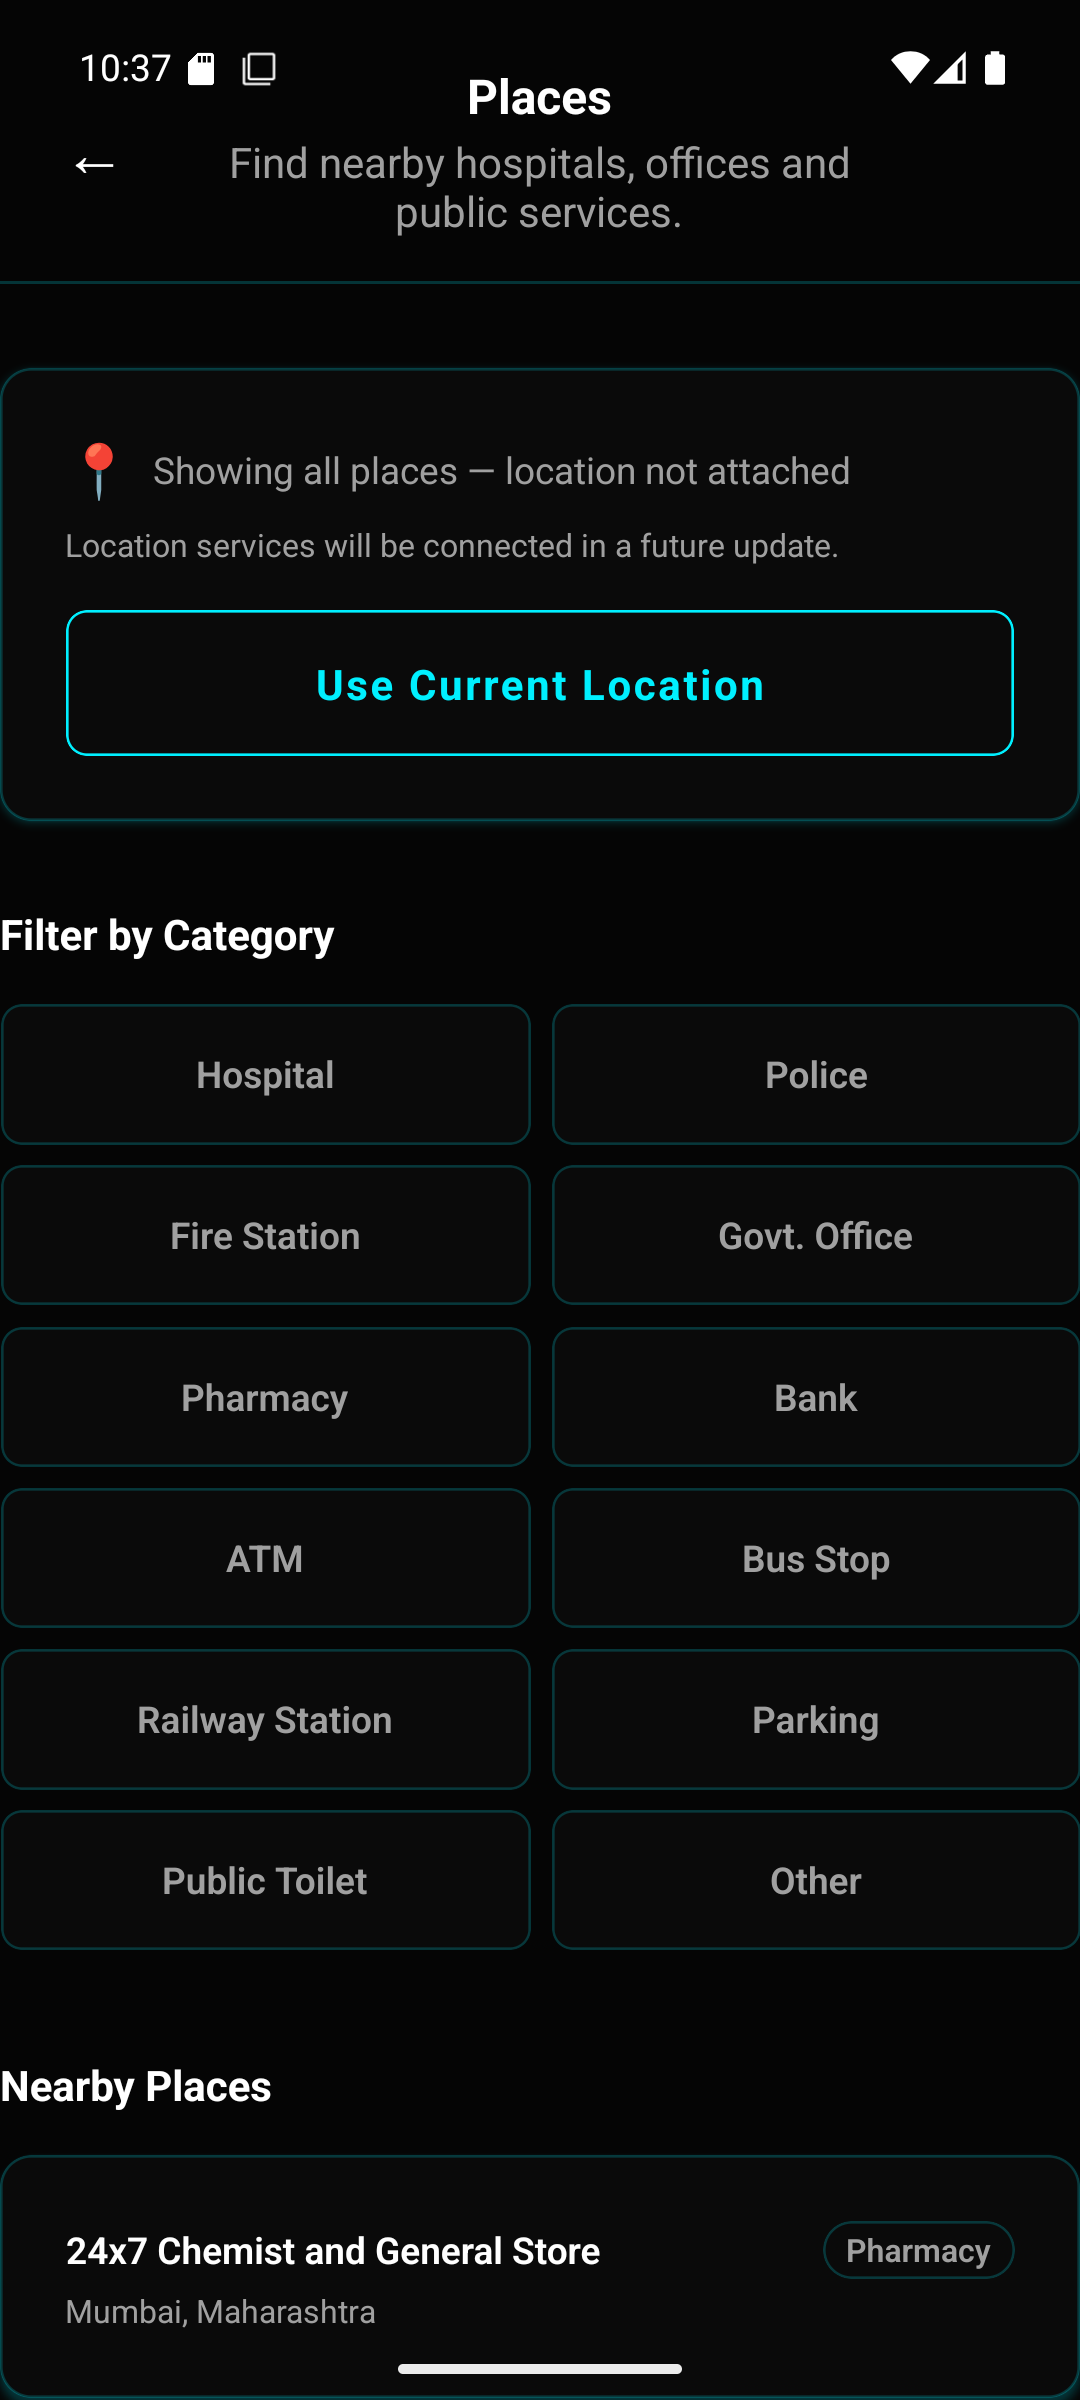 10:37
Places
←
Find nearby hospitals, offices and
public services.
📍 Showing all places — location not attached
Location services will be connected in a future update.
Use Current Location
Filter by Category
Hospital
Police
Fire Station
Govt. Office
Pharmacy
Bank
ATM
Bus Stop
Railway Station
Parking
Public Toilet
Other
Nearby Places
24x7 Chemist and General Store
Pharmacy
Mumbai, Maharashtra